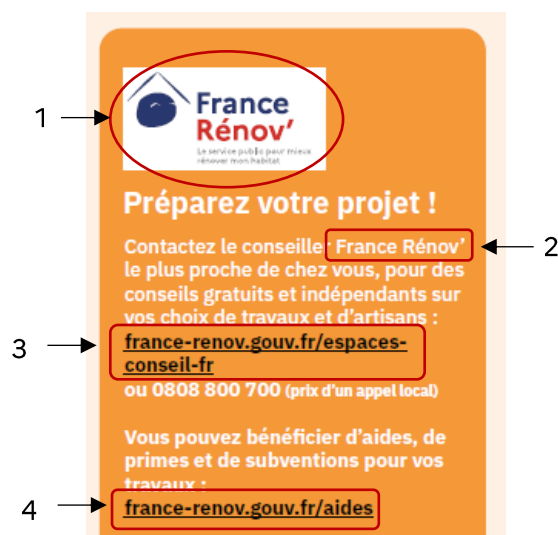 1
France
Rénov'
Le service public pour mieux
rénover mon habitat
Préparez votre projet !
Contactez le conseiller France Rénov'
2
le plus proche de chez vous, pour des
conseils gratuits et indépendants sur
vos choix de travaux et d'artisans :
3
france-renov.gouv.fr/espaces-
conseil-fr
ou 0808 800 700 (prix d'un appel local)
Vous pouvez bénéficier d'aides, de
primes et de subventions pour vos
travaux :
4
france-renov.gouv.fr/aides